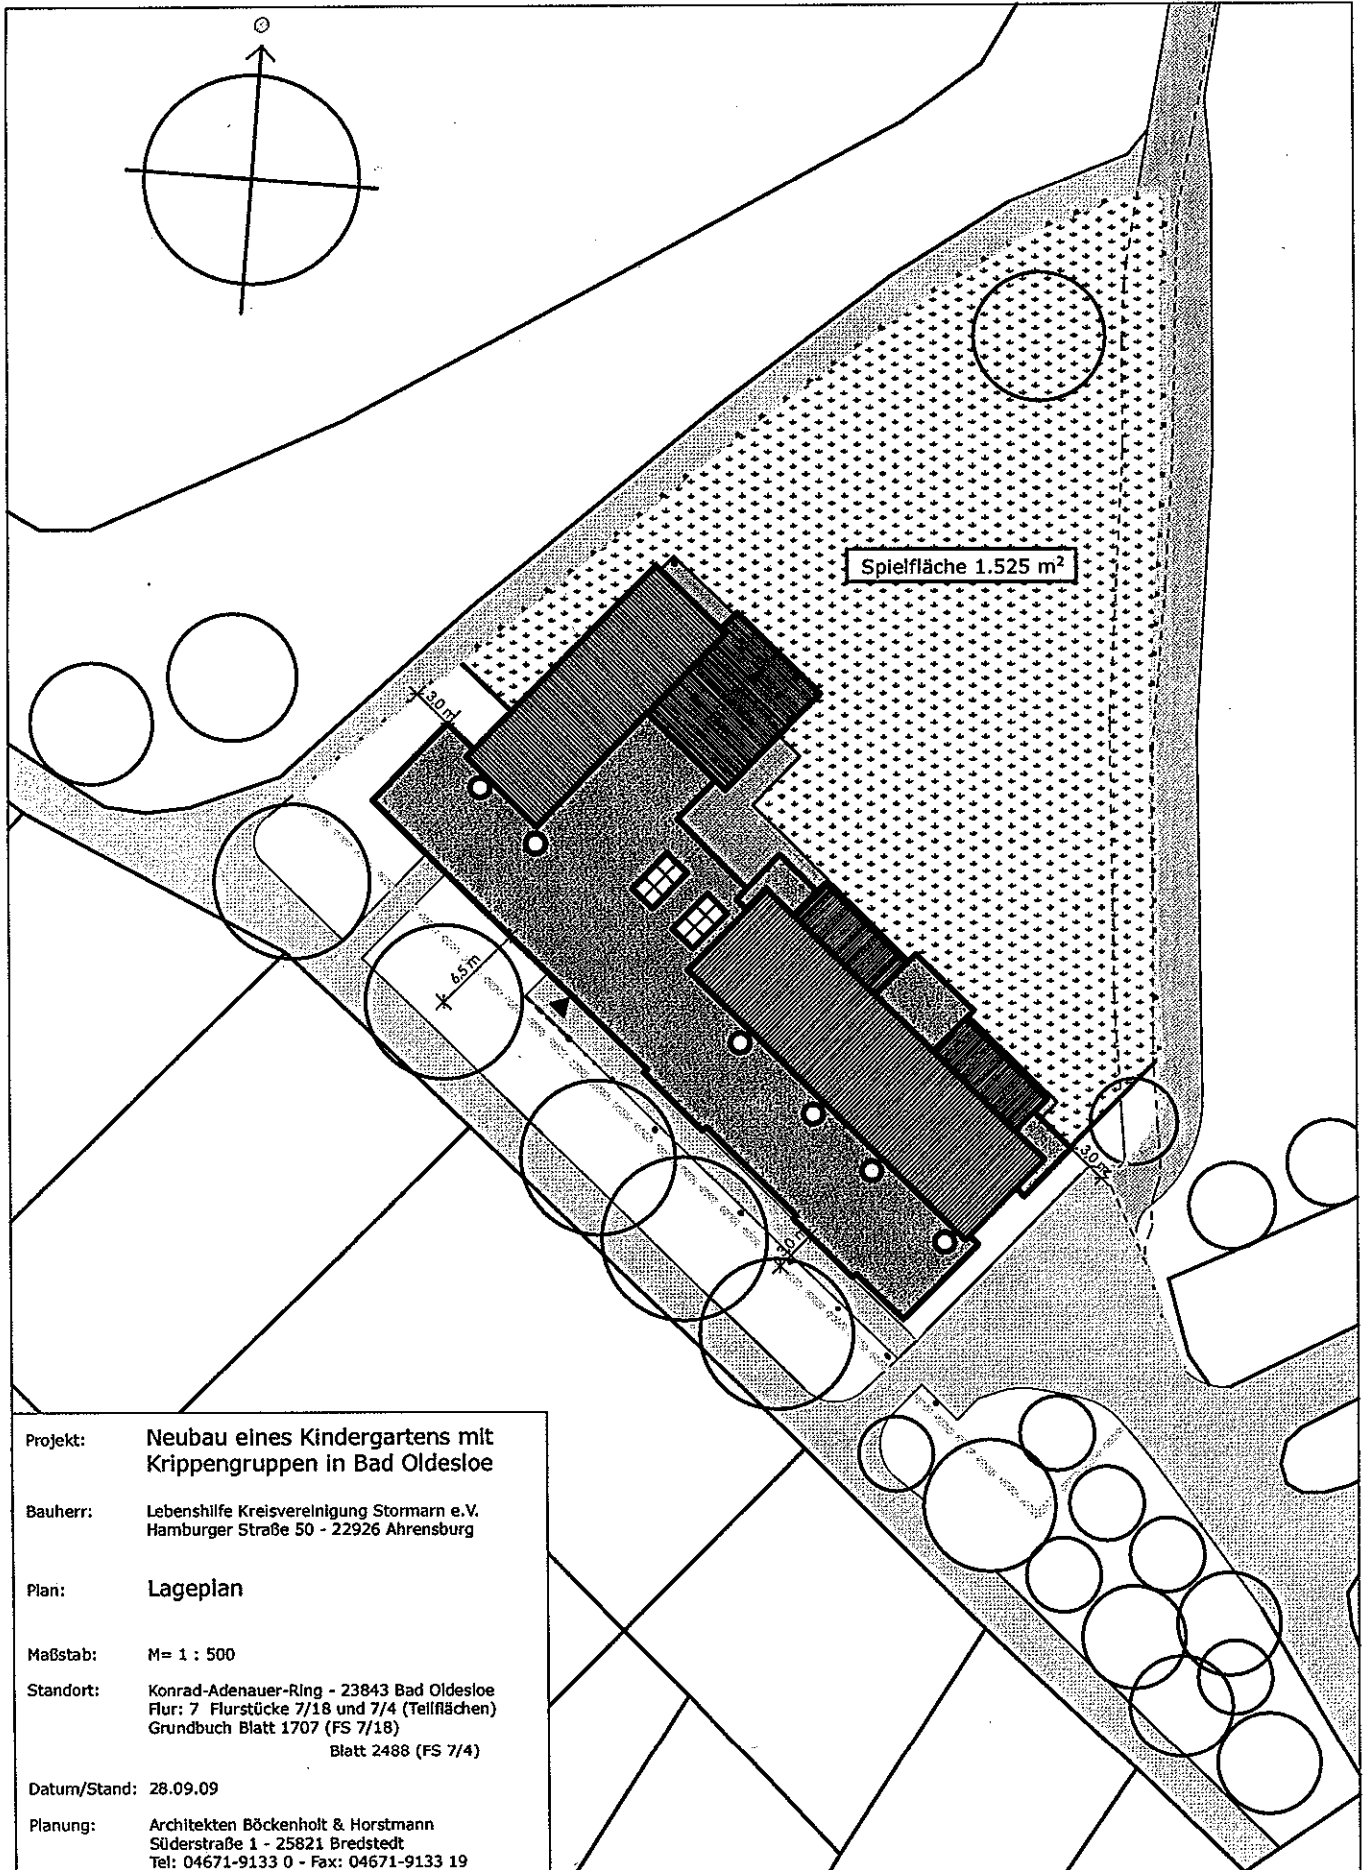 Spielfläche 1.525 m²
3.0 m
6.5 m
3.0 m
3.0 m
Projekt: Neubau eines Kindergartens mit
Krippengruppen in Bad Oldesloe
Bauherr: Lebenshilfe Kreisvereinigung Stormarn e.V.
Hamburger Straße 50 - 22926 Ahrensburg
Plan: Lageplan
Maßstab: M= 1 : 500
Standort: Konrad-Adenauer-Ring - 23843 Bad Oldesloe
Flur: 7 Flurstücke 7/18 und 7/4 (Teilflächen)
Grundbuch Blatt 1707 (FS 7/18)
Blatt 2488 (FS 7/4)
Datum/Stand: 28.09.09
Planung: Architekten Böckenholt & Horstmann
Süderstraße 1 - 25821 Bredstedt
Tel: 04671-9133 0 - Fax: 04671-9133 19